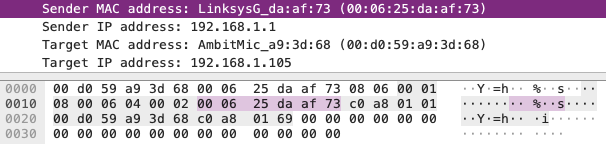 Sender MAC address: LinksysG_da:af:73 (00:06:25:da:af:73)
Sender IP address: 192.168.1.1
Target MAC address: AmbitMic_a9:3d:68 (00:d0:59:a9:3d:68)
Target IP address: 192.168.1.105
0000 00 d0 59 a9 3d 68 00 06 25 da af 73 08 06 00 01 ··Y·=h·· %··s····
0010 08 00 06 04 00 02 00 06 25 da af 73 c0 a8 01 01 ········ %··s····
0020 00 d0 59 a9 3d 68 c0 a8 01 69 00 00 00 00 00 00 ··Y·=h·· ·i······
0030 00 00 00 00 00 00 00 00 00 00 00 00 ········ ····